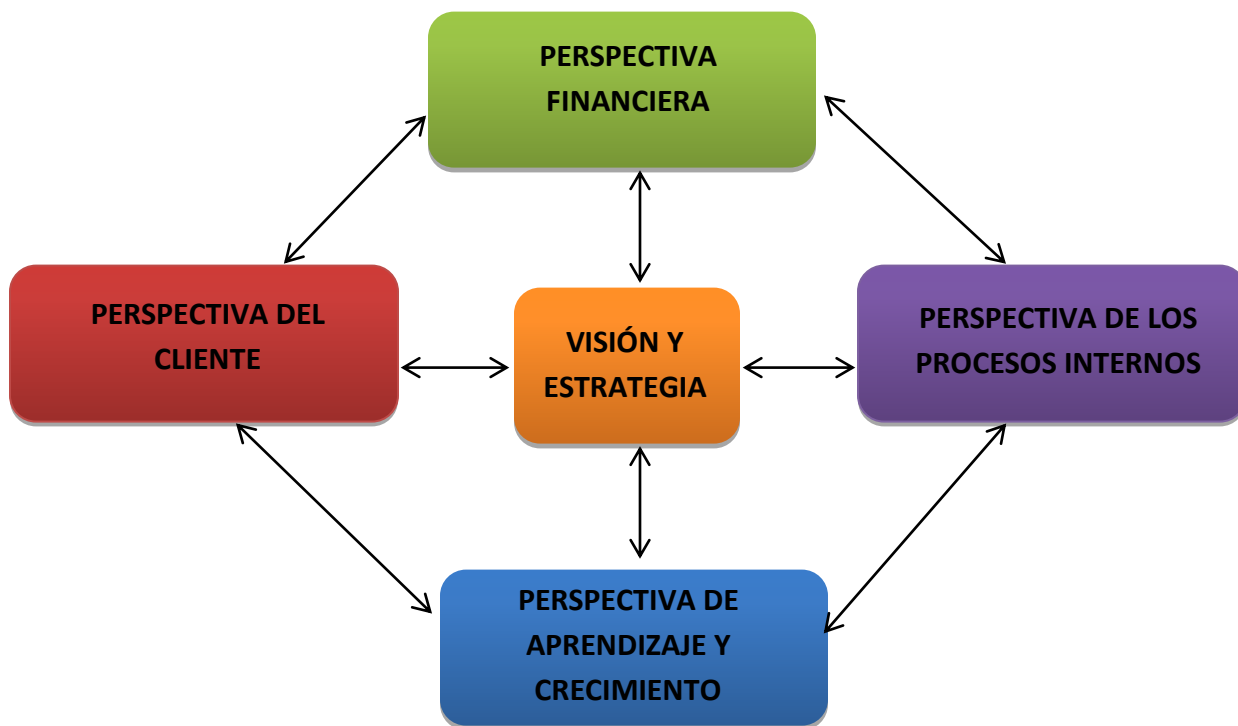 PERSPECTIVA
FINANCIERA
PERSPECTIVA DEL
CLIENTE
VISIÓN Y
ESTRATEGIA
PERSPECTIVA DE LOS
PROCESOS INTERNOS
PERSPECTIVA DE
APRENDIZAJE Y
CRECIMIENTO